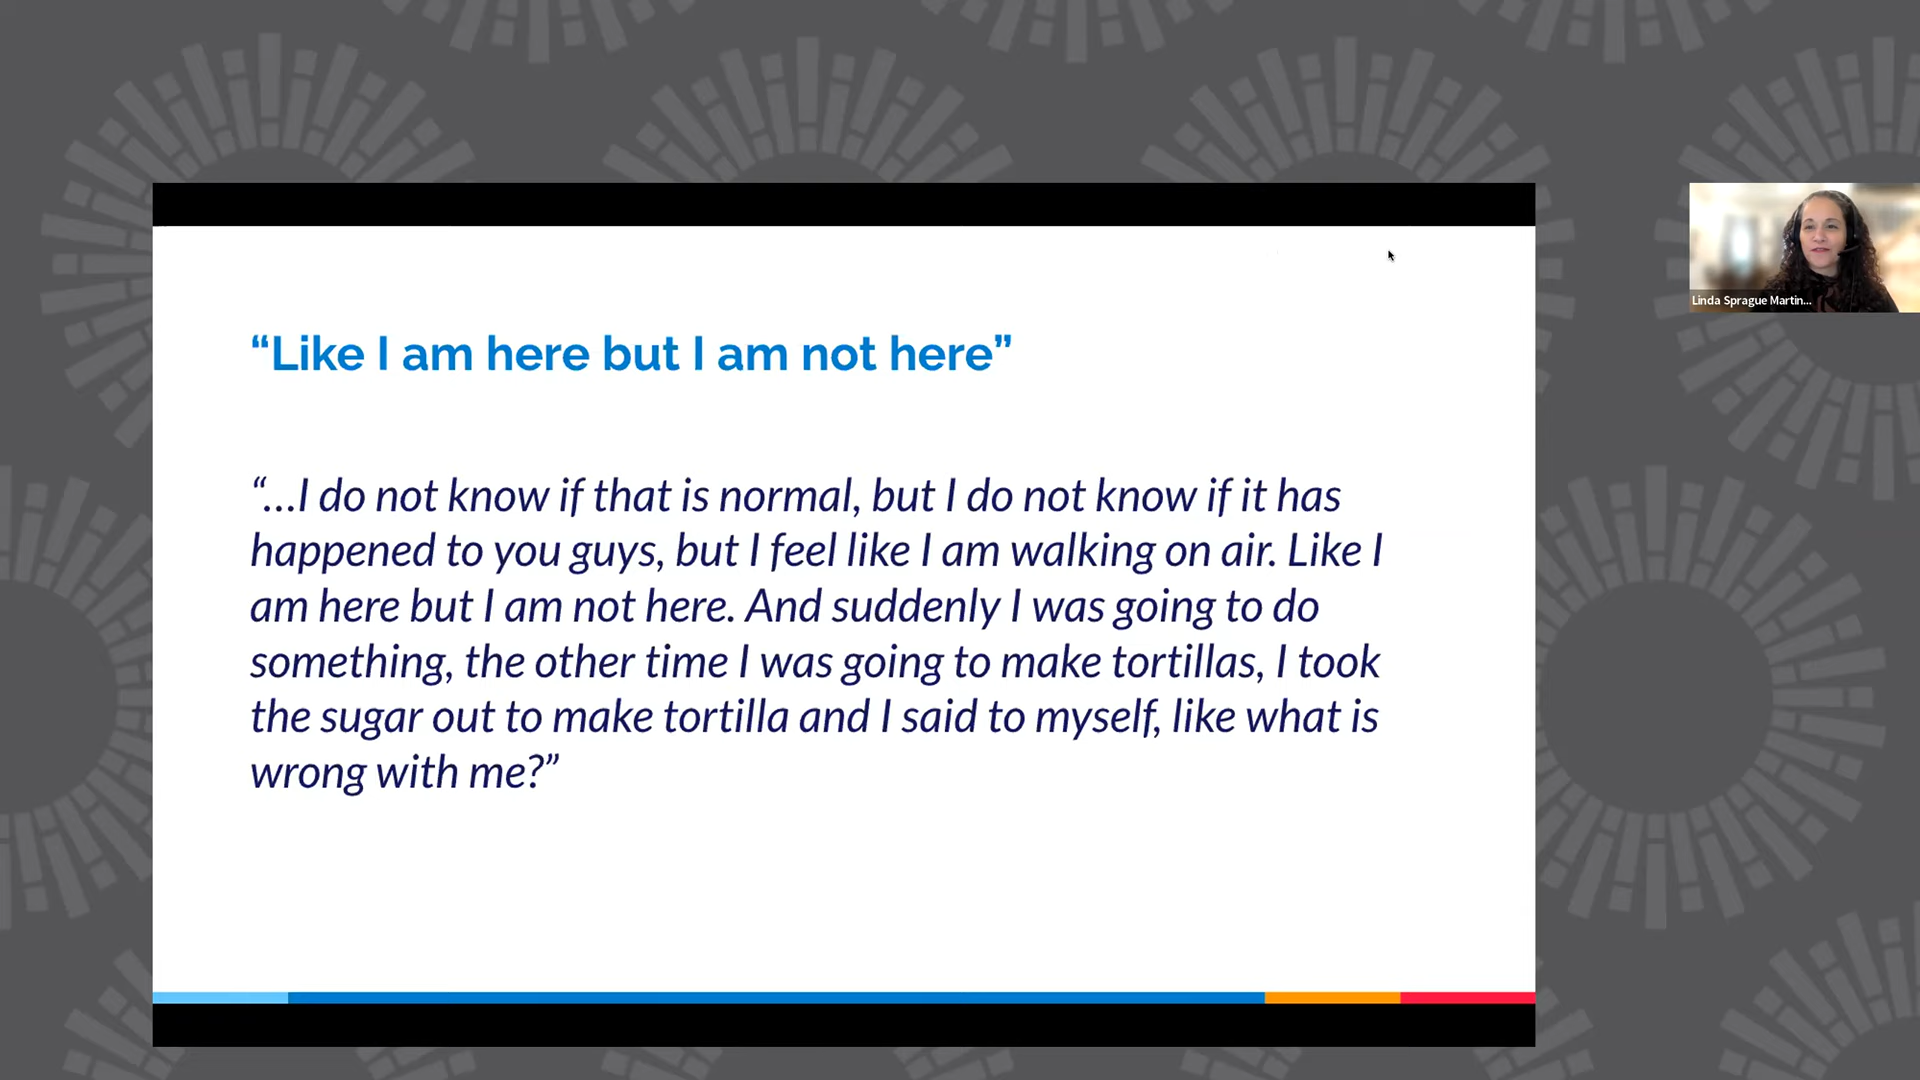 “Like I am here but I am not here”
“...I do not know if that is normal, but I do not know if it has
happened to you guys, but I feel like I am walking on air. Like I
am here but I am not here. And suddenly I was going to do
something, the other time I was going to make tortillas, I took
the sugar out to make tortilla and I said to myself, like what is
wrong with me?”
Linda Sprague Martin...